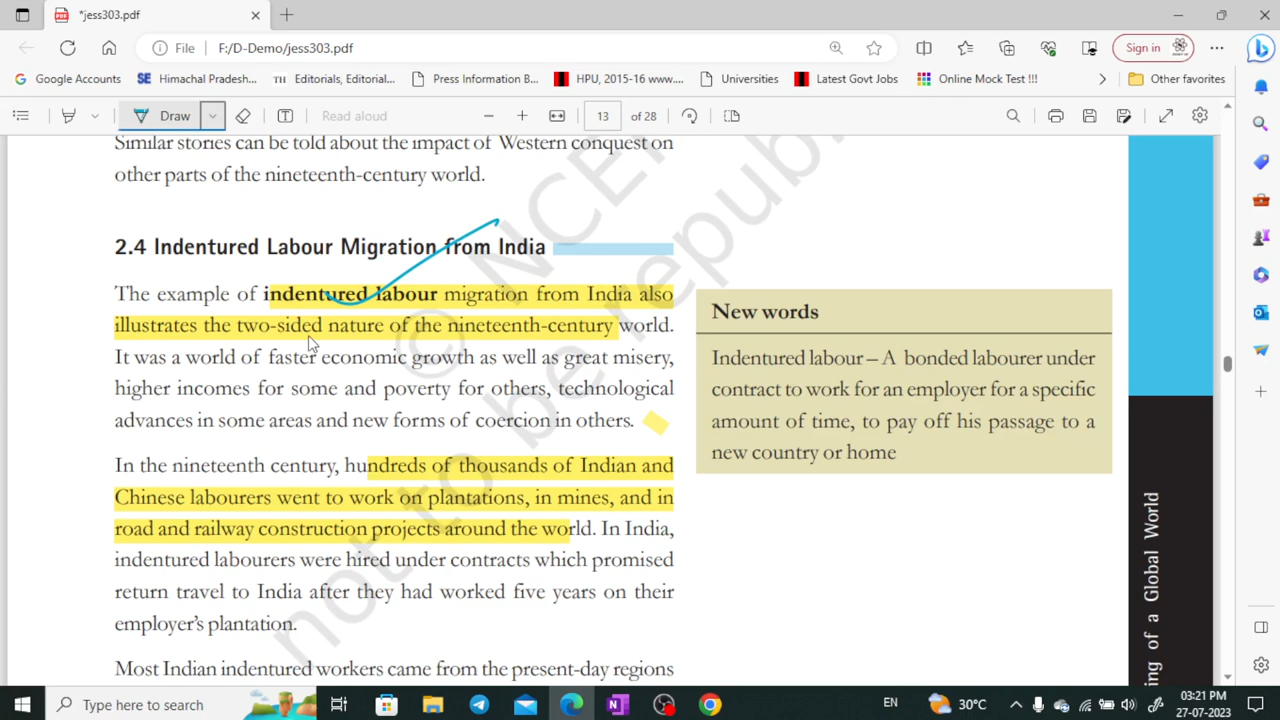 *jess303.pdf
File
F:/D-Demo/jess303.pdf
Sign in
Google Accounts
SE Himachal Pradesh...
TH Editorials, Editorial...
Press Information B...
HPU, 2015-16 www....
Universities
Latest Govt Jobs
Online Mock Test !!!
Other favorites
Draw
Read aloud
13
of 28
Similar stories can be told about the impact of Western conquest on
other parts of the nineteenth-century world.
2.4 Indentured Labour Migration from India
The example of indentured labour migration from India also
illustrates the two-sided nature of the nineteenth-century world.
It was a world of faster economic growth as well as great misery,
higher incomes for some and poverty for others, technological
advances in some areas and new forms of coercion in others.
In the nineteenth century, hundreds of thousands of Indian and
Chinese labourers went to work on plantations, in mines, and in
road and railway construction projects around the world. In India,
indentured labourers were hired under contracts which promised
return travel to India after they had worked five years on their
employer's plantation.
Most Indian indentured workers came from the present-day regions
New words
Indentured labour – A bonded labourer under
contract to work for an employer for a specific
amount of time, to pay off his passage to a
new country or home
© NCE
not to be republ
ing of a Global World
Type here to search
30°C
EN
03:21 PM
27-07-2023